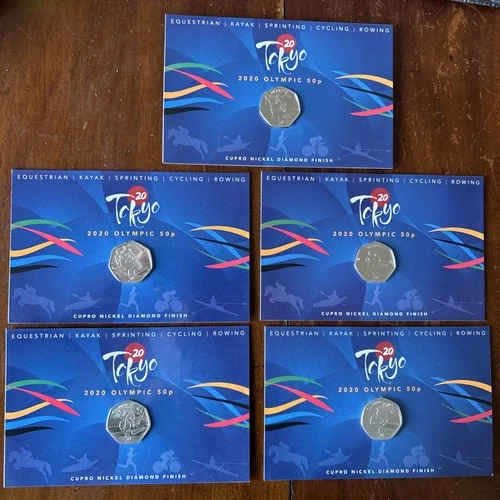 EQUESTRIAN | KAYAK | SPRINTING | CYCLING | ROWING
20
Tokyo
2020 OLYMPIC 50p
CUPRO NICKEL DIAMOND FINISH
EQUESTRIAN | KAYAK | SPRINTING | CYCLING | ROWING
20
Tokyo
2020 OLYMPIC 50p
CUPRO NICKEL DIAMOND FINISH
EQUESTRIAN | KAYAK | SPRINTING | CYCLING | ROWING
20
Tokyo
2020 OLYMPIC 50p
CUPRO NICKEL DIAMOND FINISH
EQUESTRIAN | KAYAK | SPRINTING | CYCLING | ROWING
20
Tokyo
2020 OLYMPIC 50p
CUPRO NICKEL DIAMOND FINISH
EQUESTRIAN | KAYAK | SPRINTING | CYCLING | ROWING
20
Tokyo
2020 OLYMPIC 50p
CUPRO NICKEL DIAMOND FINISH